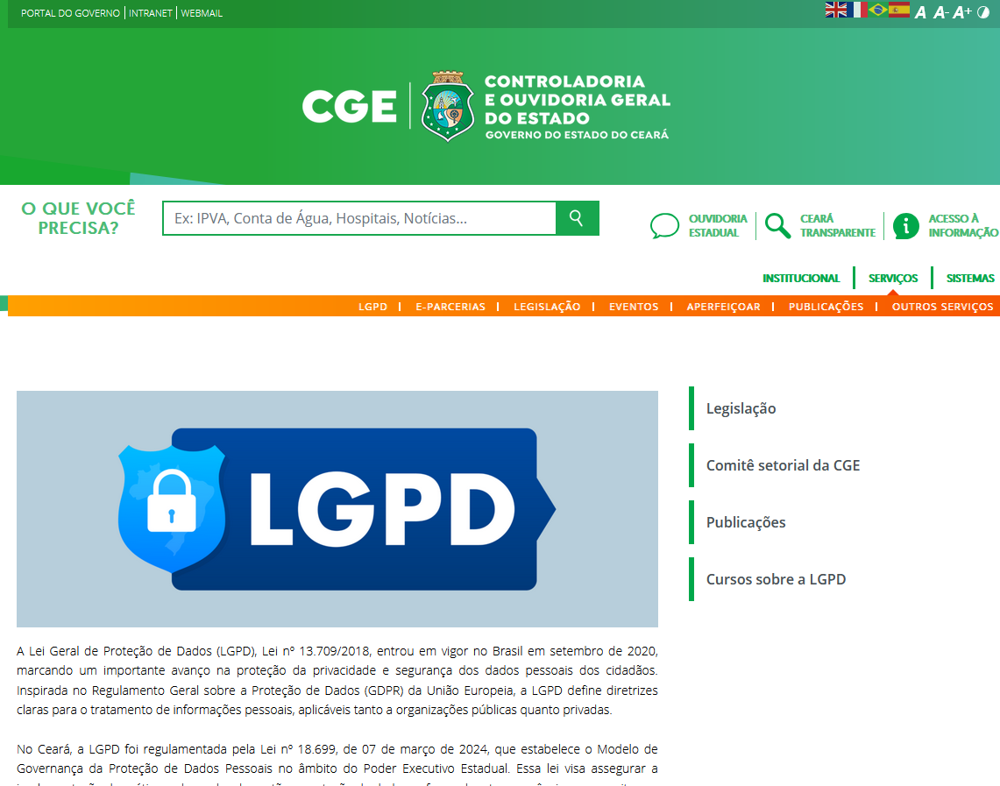 PORTAL DO GOVERNO | INTRANET | WEBMAIL
A A- A+
CGE
CONTROLADORIA
E OUVIDORIA GERAL
DO ESTADO
GOVERNO DO ESTADO DO CEARÁ
O QUE VOCÊ
PRECISA?
Ex: IPVA, Conta de Água, Hospitais, Notícias...
OUVIDORIA
ESTADUAL
CEARÁ
TRANSPARENTE
ACESSO À
INFORMAÇÃO
INSTITUCIONAL | SERVIÇOS | SISTEMAS
LGPD | E-PARCERIAS | LEGISLAÇÃO | EVENTOS | APERFEIÇOAR | PUBLICAÇÕES | OUTROS SERVIÇOS
LGPD
Legislação
Comitê setorial da CGE
Publicações
Cursos sobre a LGPD
A Lei Geral de Proteção de Dados (LGPD), Lei nº 13.709/2018, entrou em vigor no Brasil em setembro de 2020,
marcando um importante avanço na proteção da privacidade e segurança dos dados pessoais dos cidadãos.
Inspirada no Regulamento Geral sobre a Proteção de Dados (GDPR) da União Europeia, a LGPD define diretrizes
claras para o tratamento de informações pessoais, aplicáveis tanto a organizações públicas quanto privadas.
No Ceará, a LGPD foi regulamentada pela Lei nº 18.699, de 07 de março de 2024, que estabelece o Modelo de
Governança da Proteção de Dados Pessoais no âmbito do Poder Executivo Estadual. Essa lei visa assegurar a